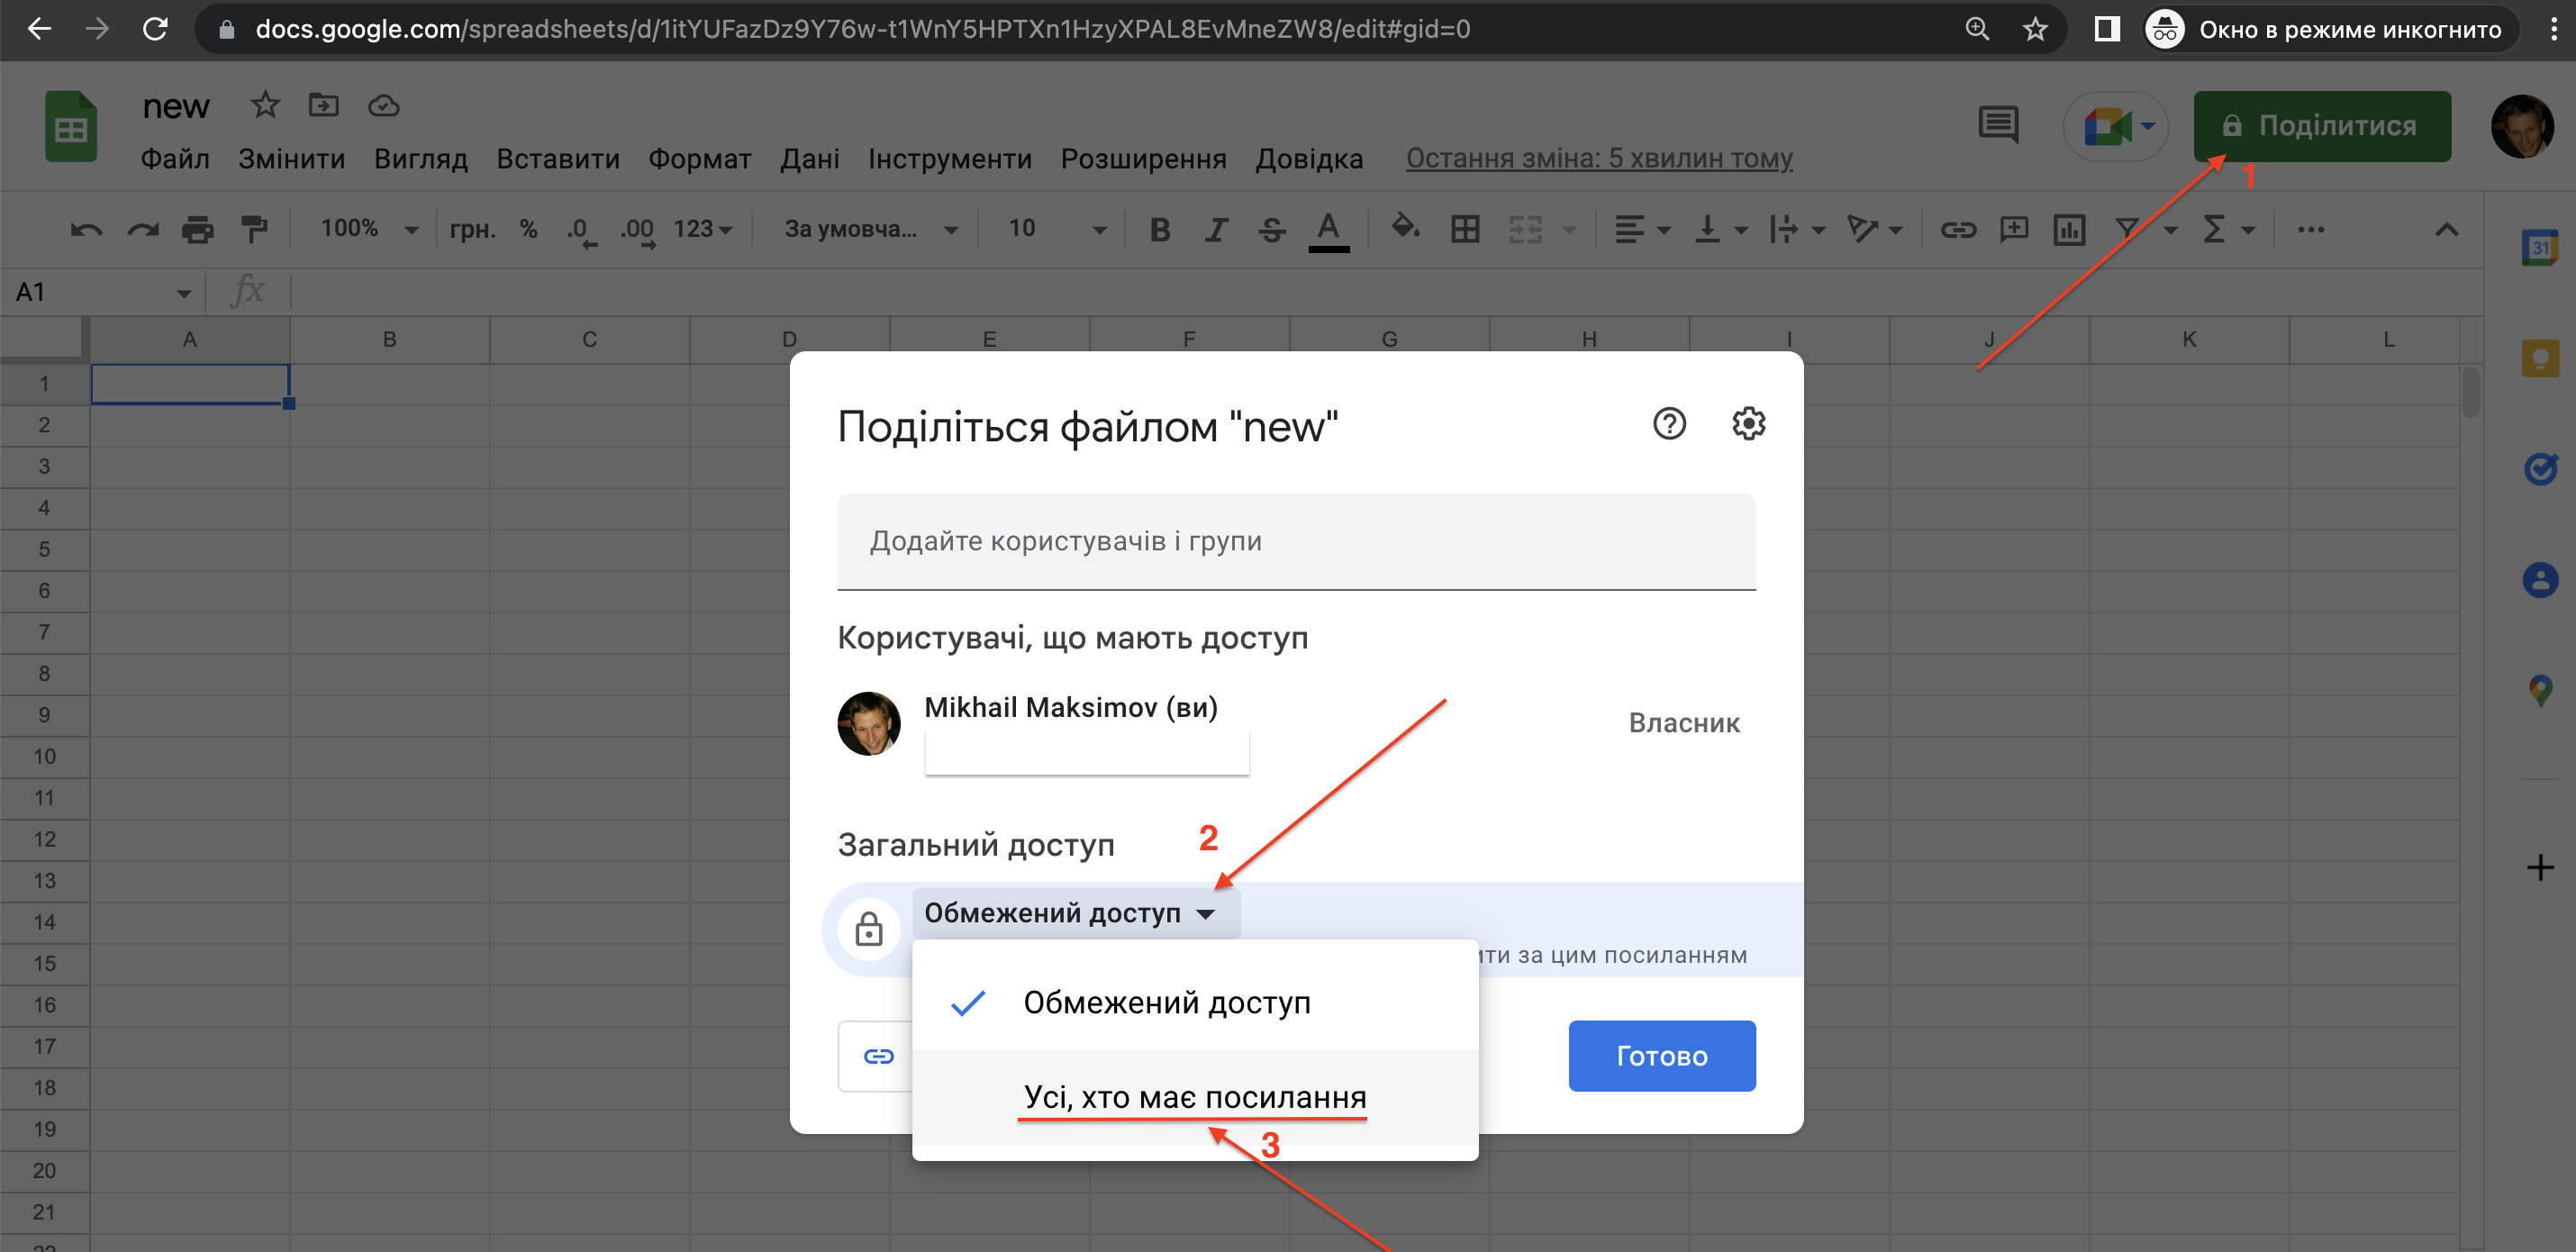 docs.google.com/spreadsheets/d/1itYUFazDz9Y76w-t1WnY5HPTXn1HzyXPAL8EvMneZW8/edit#gid=0
Окно в режиме инкогнито
new
Поділитися
1
Файл Змінити Вигляд Вставити Формат Дані Інструменти Розширення Довідка Остання зміна: 5 хвилин тому
100% грн. % .0 .00 123 За умовча... 10 B I S A Σ
31
A1 fx
A B C D E F G H I J K L
1
2
3
4
5
6
7
8
9
10
11
12
13
14
15
16
17
18
19
20
21
Поділіться файлом "new"
Додайте користувачів і групи
Користувачі, що мають доступ
Mikhail Maksimov (ви)
Власник
Загальний доступ
2
Обмежений доступ
за цим посиланням
Обмежений доступ
Усі, хто має посилання
3
Готово